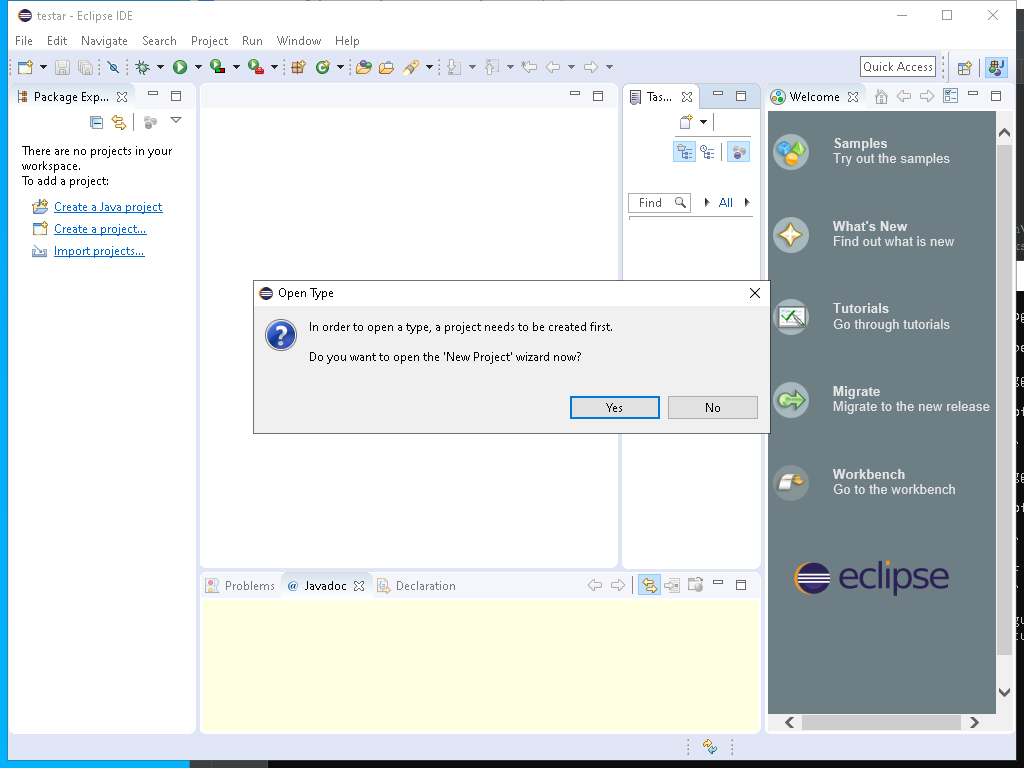 testar - Eclipse IDE
File Edit Navigate Search Project Run Window Help
Quick Access
Package Exp...
There are no projects in your
workspace.
To add a project:
Create a Java project
Create a project...
Import projects...
Tas...
Find
All
Welcome
Samples
Try out the samples
What's New
Find out what is new
Tutorials
Go through tutorials
Migrate
Migrate to the new release
Workbench
Go to the workbench
eclipse
Open Type
In order to open a type, a project needs to be created first.
Do you want to open the 'New Project' wizard now?
Yes No
Problems @ Javadoc Declaration